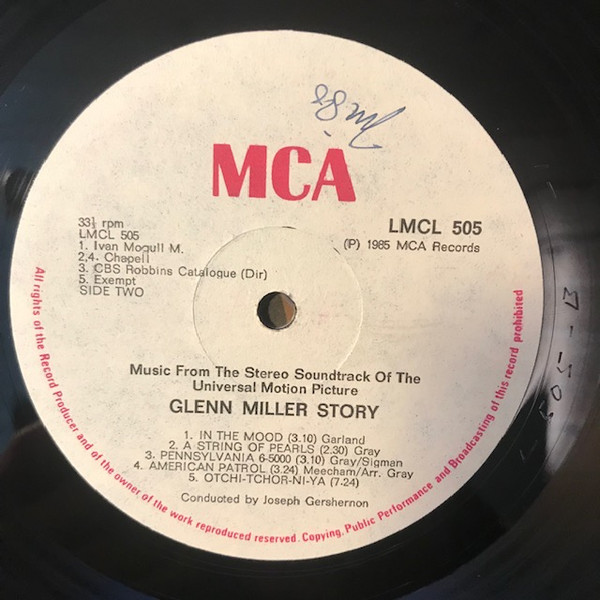 MCA
33⅓ rpm
LMCL 505
1. Ivan Mogull M.
2,4. Chapell
3. CBS Robbins Catalogue (Dir)
5. Exempt
SIDE TWO
LMCL 505
(P) 1985 MCA Records
Music From The Stereo Soundtrack Of The
Universal Motion Picture
GLENN MILLER STORY
1. IN THE MOOD (3.10) Garland
2. A STRING OF PEARLS (2.30) Gray
3. PENNSYLVANIA 6-5000 (3.10) Gray/Sigman
4. AMERICAN PATROL (3.24) Meecham/Arr. Gray
5. OTCHI-TCHOR-NI-YA (7-24)
Conduoted by Joseph Gershernon
All rights of the Record Producer and of the owner of the work reproduced reserved. Copying, Public Performance and Broadcasting of this record prohibited